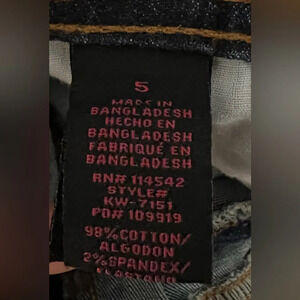 5
MADE IN
BANGLADESH
HECHO EN
BANGLADESH
FABRIQUÉ EN
BANGLADESH
RN# 114542
STYLE#
KW-7151
PO# 109919
98%COTTON/
ALGODON
2%SPANDEX/
ELASTANO